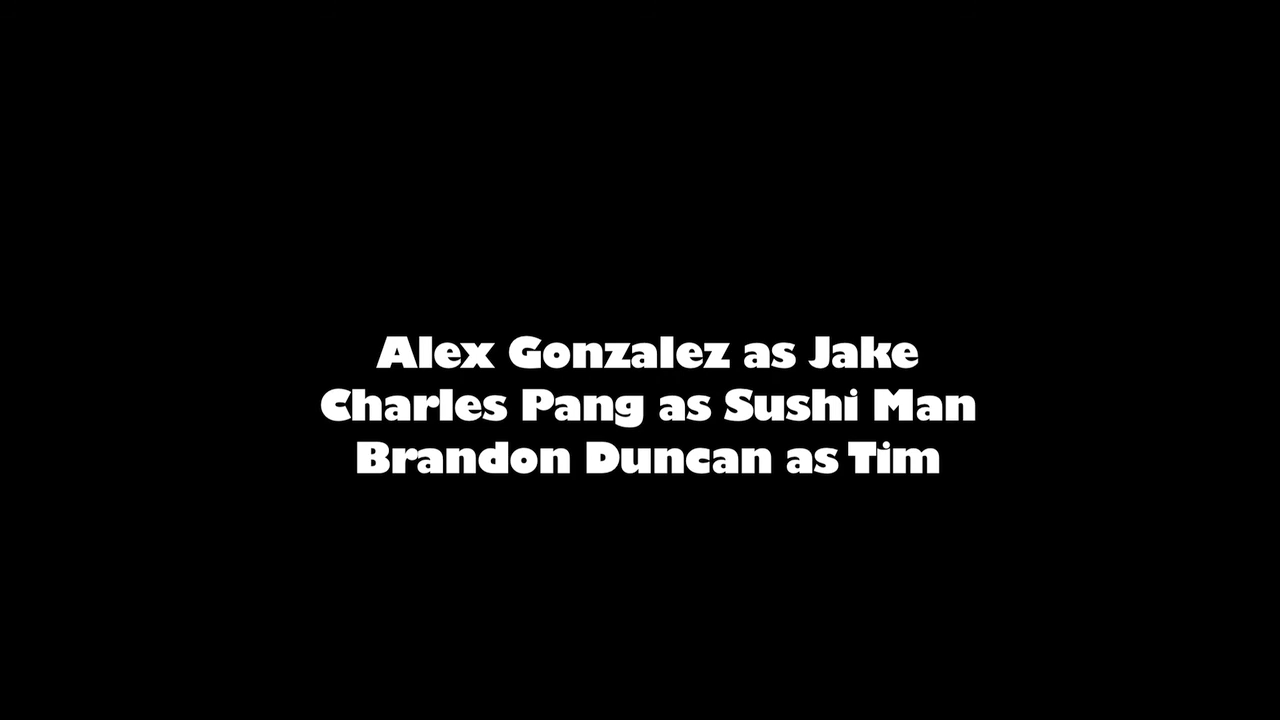 Alex Gonzalez as Jake
Charles Pang as Sushi Man
Brandon Duncan as Tim